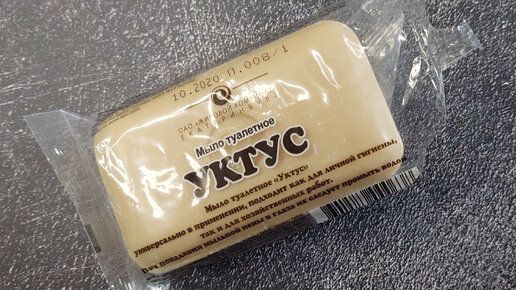 10.2020 П.008/1
ОАО «ЖИРОВОЙ КОМБИНАТ»
ЕКАТЕРИНБУРГ
Мыло туалетное
УКТУС
Мыло туалетное «Уктус»
универсально в применении, подходит как для личной гигиены,
так и для хозяйственных работ.
При попадании мыльной пены в глаза их следует промыть водой